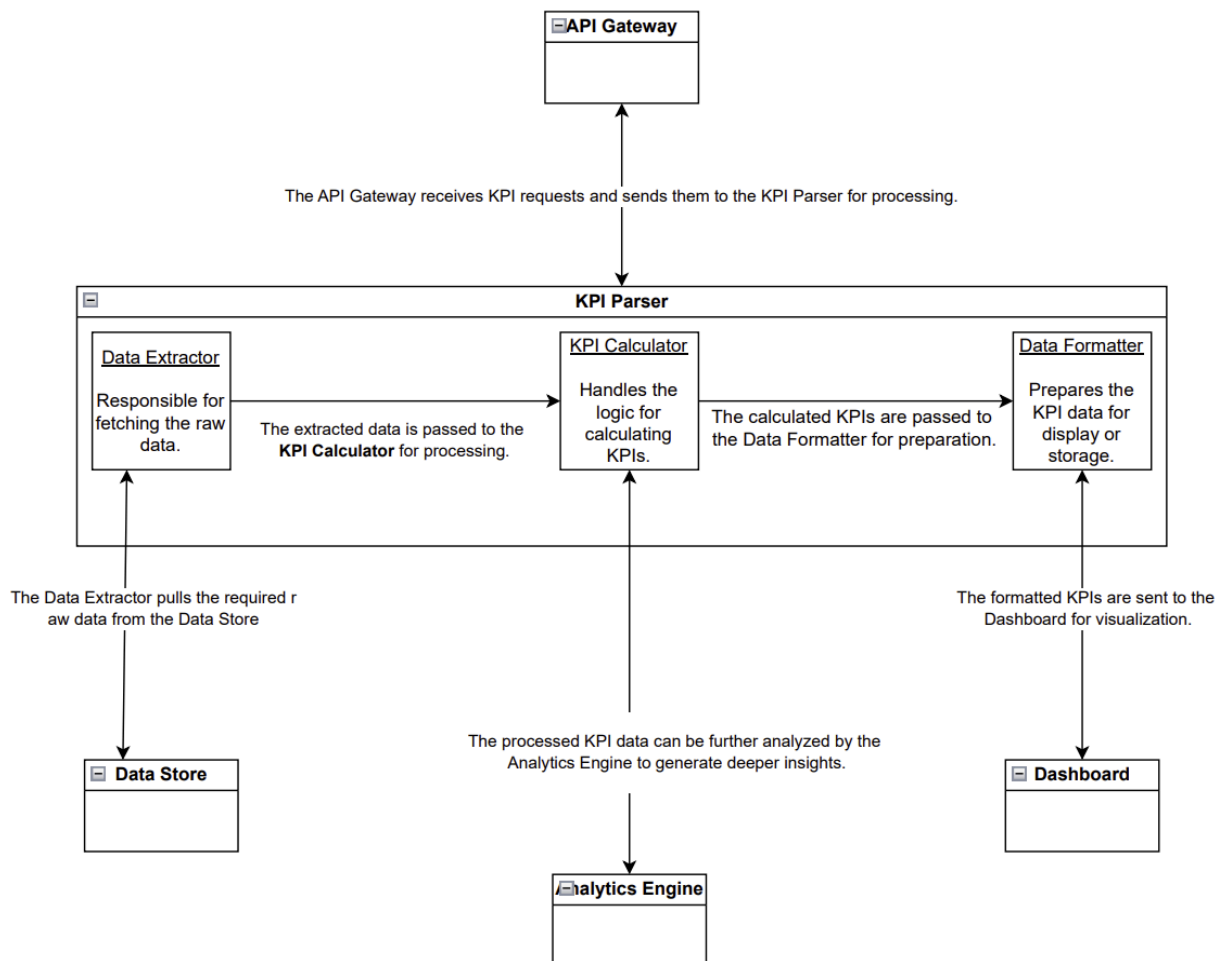 API Gateway
The API Gateway receives KPI requests and sends them to the KPI Parser for processing.
KPI Parser
Data Extractor
Responsible for
fetching the raw
data.
The extracted data is passed to the
KPI Calculator for processing.
KPI Calculator
Handles the
logic for
calculating
KPIs.
The calculated KPIs are passed to
the Data Formatter for preparation.
Data Formatter
Prepares the
KPI data for
display or
storage.
The Data Extractor pulls the required r
aw data from the Data Store
The formatted KPIs are sent to the
Dashboard for visualization.
The processed KPI data can be further analyzed by the
Analytics Engine to generate deeper insights.
Data Store
Dashboard
Analytics Engine